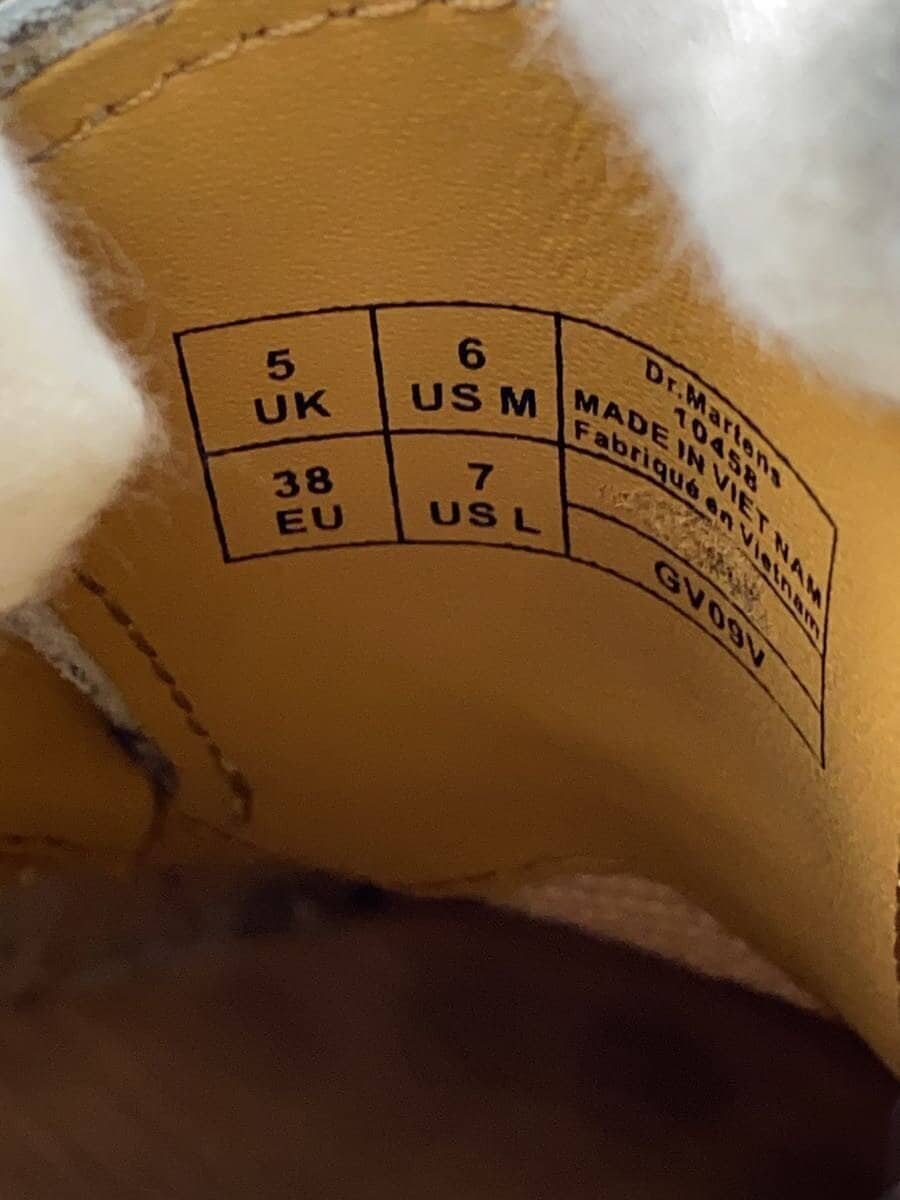 5
UK
6
US M
38
EU
7
US L
Dr.Martens
10458
MADE IN VIET NAM
Fabriqué en Vietnam
GV09V